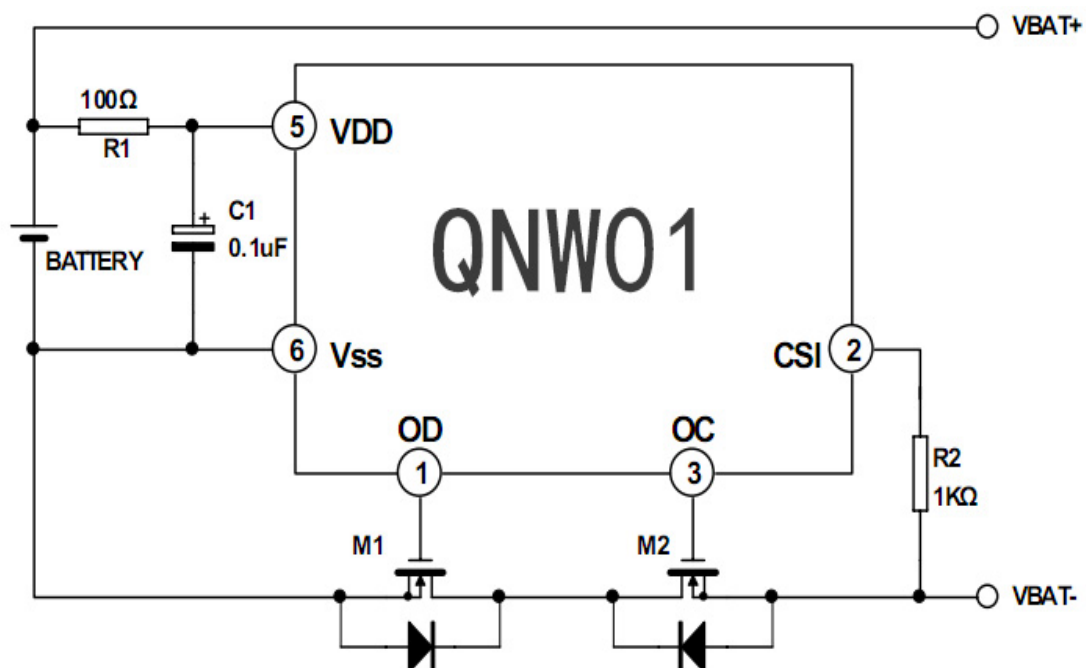 VBAT+
100Ω
R1
5 VDD
C1
+
0.1uF
BATTERY
QNW01
6 Vss
CSI 2
OD
1
OC
3
R2
1KΩ
M1
M2
VBAT-